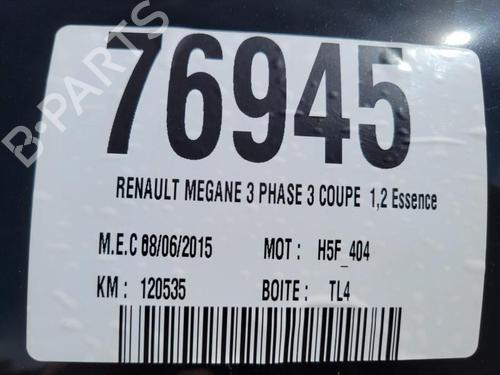 76945
RENAULT MEGANE 3 PHASE 3 COUPE 1,2 Essence
M.E.C 08/06/2015 MOT : H5F_404
KM : 120535 BOITE : TL4
B-PARTS